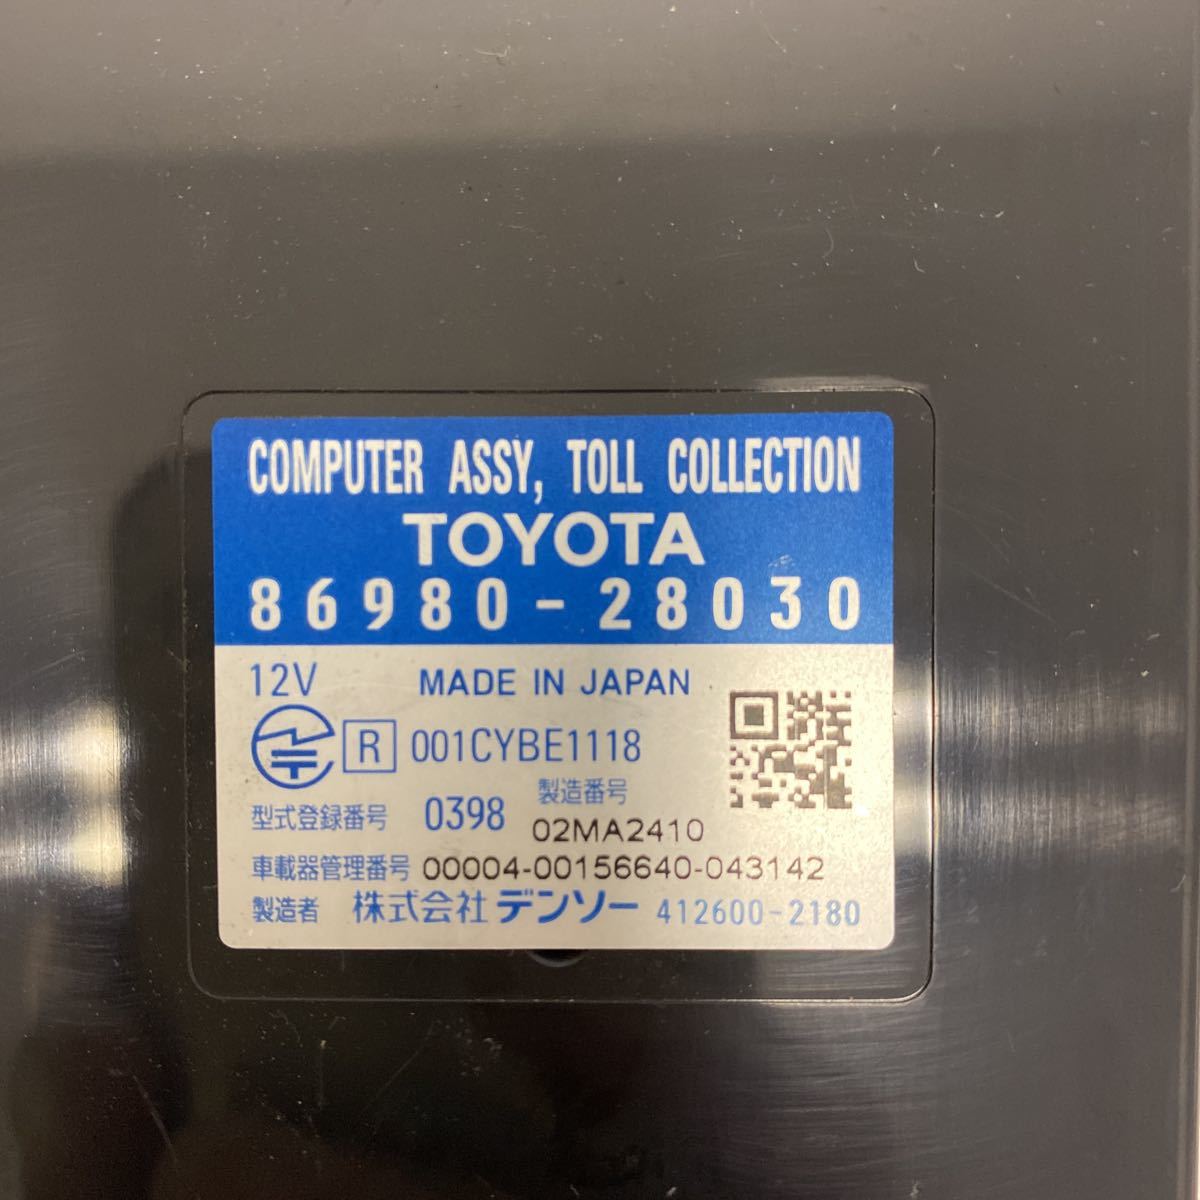 COMPUTER ASSY, TOLL COLLECTION
TOYOTA
86980-28030
12V MADE IN JAPAN
R 001CYBE1118
型式登録番号 0398 製造番号 02MA2410
車載器管理番号 00004-00156640-043142
製造者 株式会社 デンソー 412600-2180